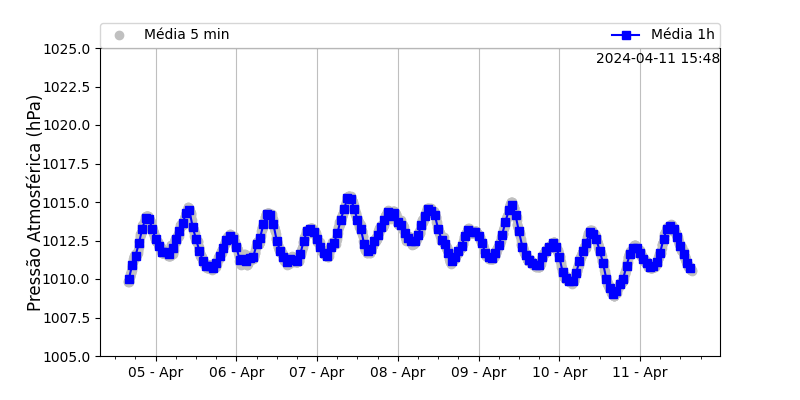 Média 5 min
Média 1h
2024-04-11 15:48
Pressão Atmosférica (hPa)
1025.0
1022.5
1020.0
1017.5
1015.0
1012.5
1010.0
1007.5
1005.0
05 - Apr
06 - Apr
07 - Apr
08 - Apr
09 - Apr
10 - Apr
11 - Apr